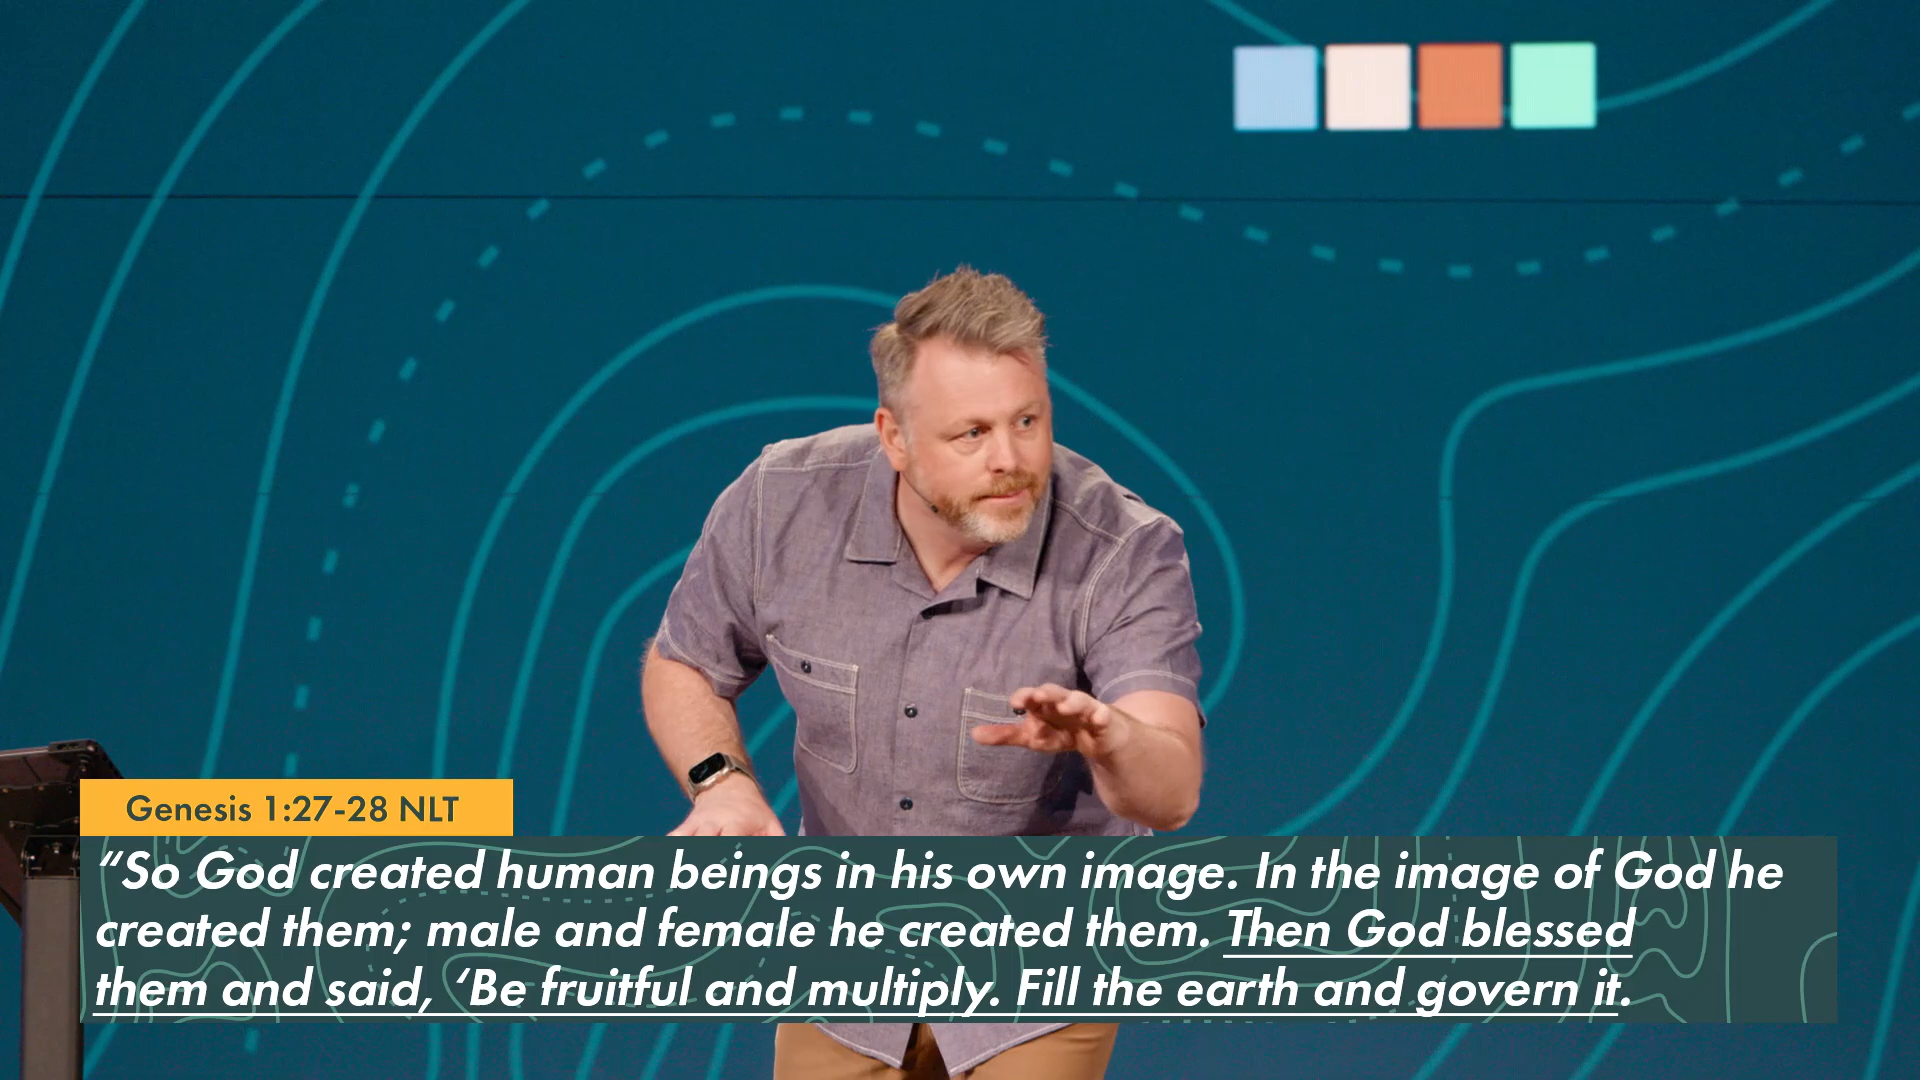 Genesis 1:27-28 NLT
“So God created human beings in his own image. In the image of God he
created them; male and female he created them. Then God blessed
them and said, ‘Be fruitful and multiply. Fill the earth and govern it.